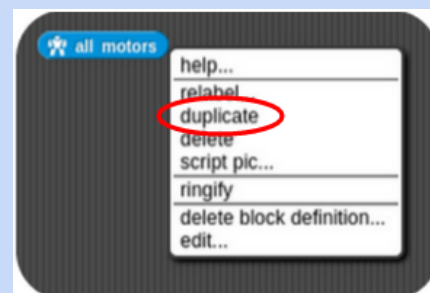 all motors
help...
relabel...
duplicate
delete
script pic...
ringify
delete block definition...
edit...